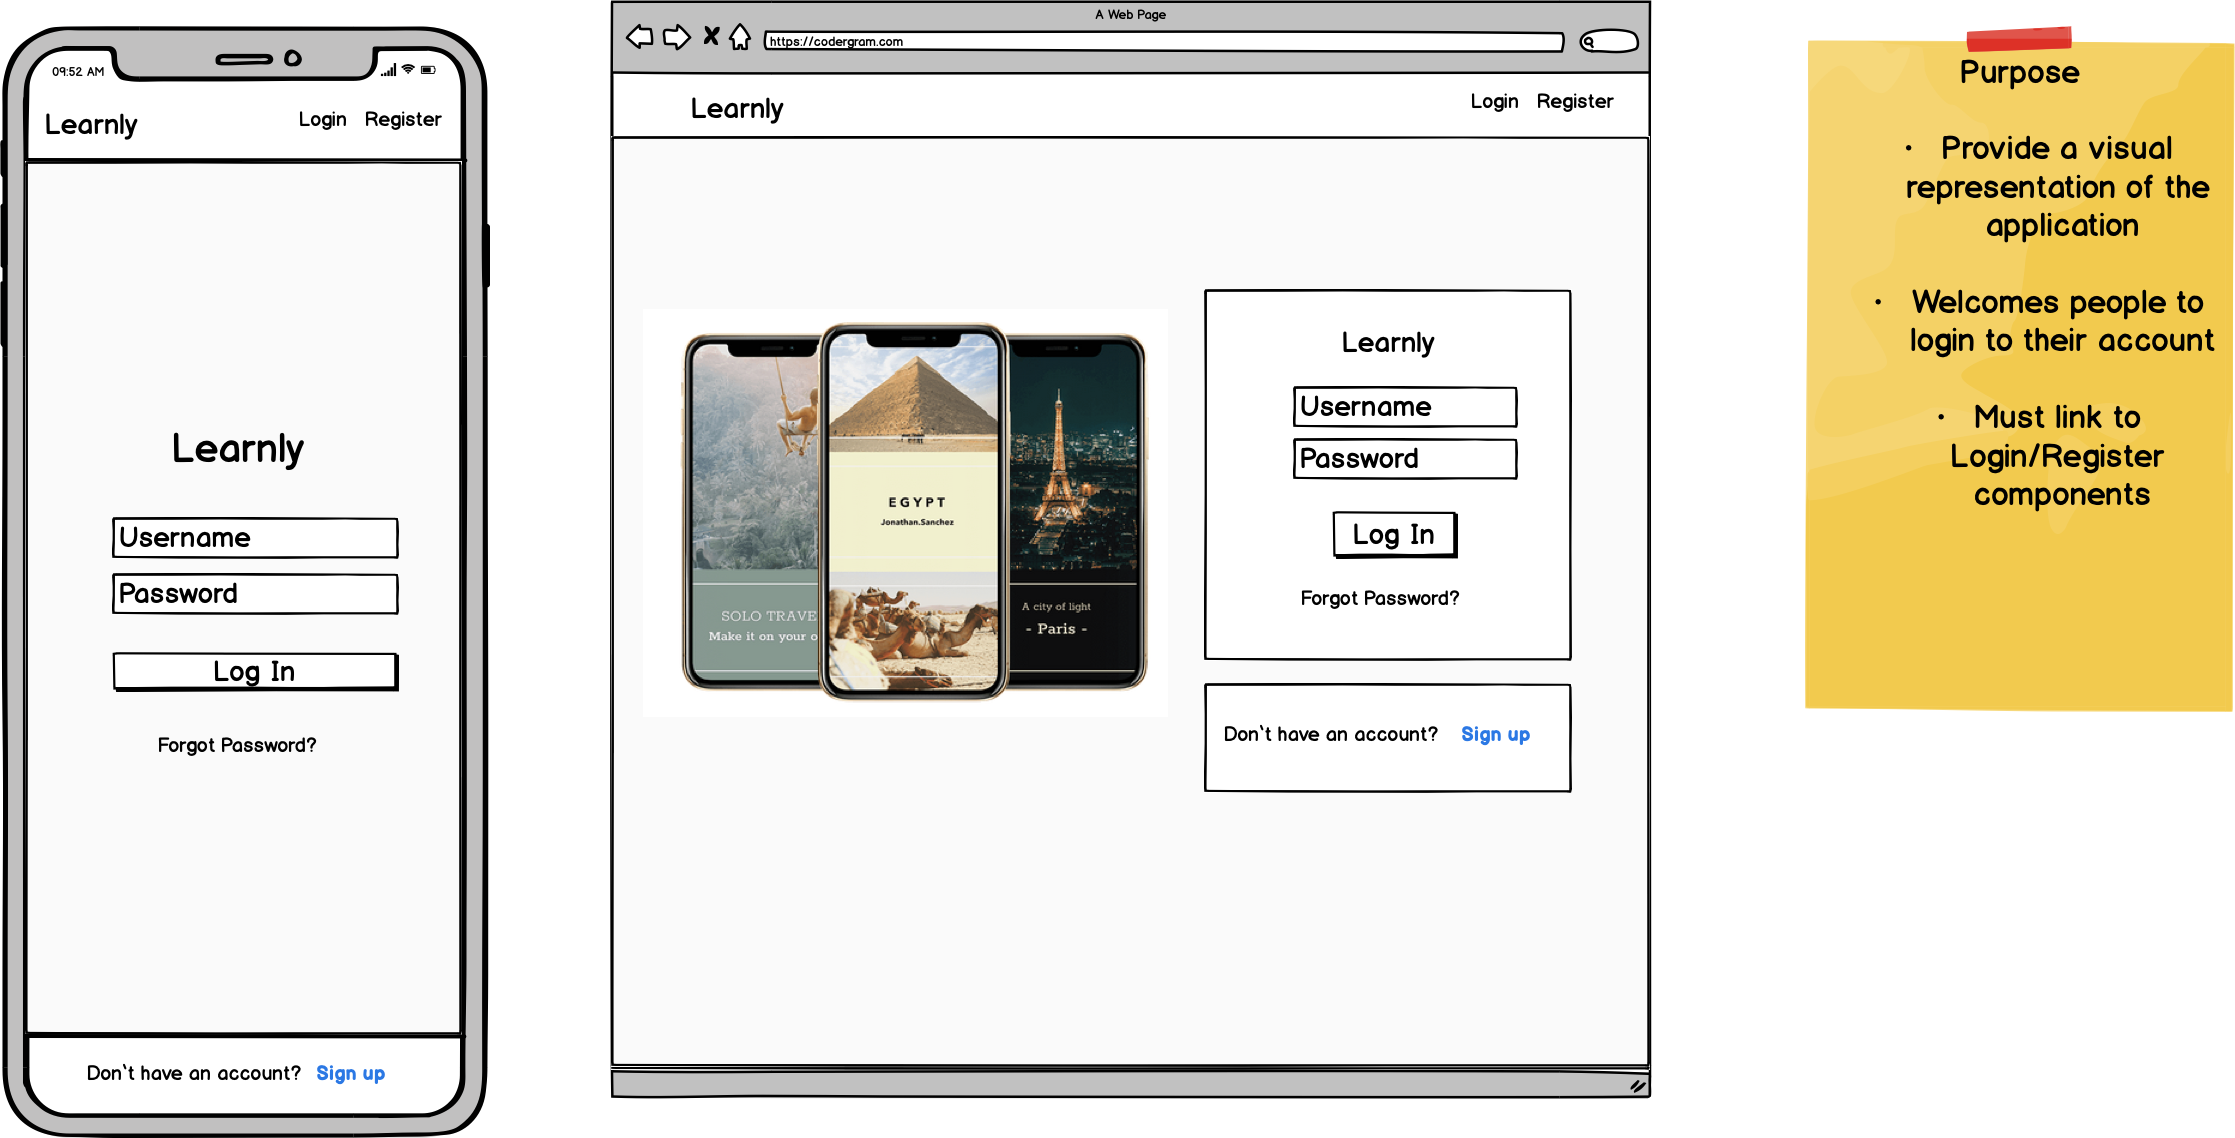 09:52 AM
Learnly
Login Register
Learnly
Username
Password
Log In
Forgot Password?
Don't have an account? Sign up
A Web Page
https://codergram.com
Learnly
Login Register
SOLO TRAVE
Make it on your o
EGYPT
Jonathan.Sanchez
A city of light
- Paris -
Learnly
Username
Password
Log In
Forgot Password?
Don't have an account? Sign up
Purpose
• Provide a visual
representation of the
application
• Welcomes people to
login to their account
• Must link to
Login/Register
components